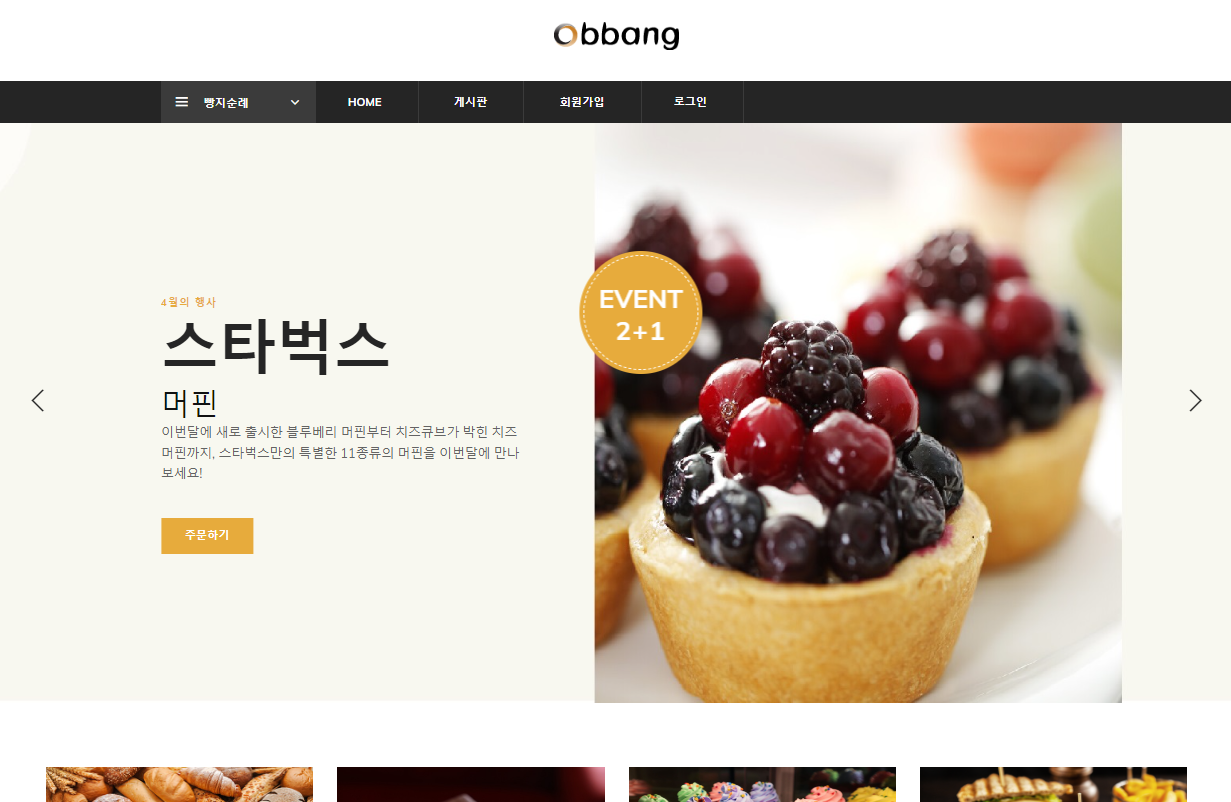 Obbang
빵지순례
HOME
게시판
회원가입
로그인
4월의 행사
스타벅스
머핀
이번달에 새로 출시한 블루베리 머핀부터 치즈큐브가 박힌 치즈
머핀까지, 스타벅스만의 특별한 11종류의 머핀을 이번달에 만나
보세요!
주문하기
EVENT
2+1